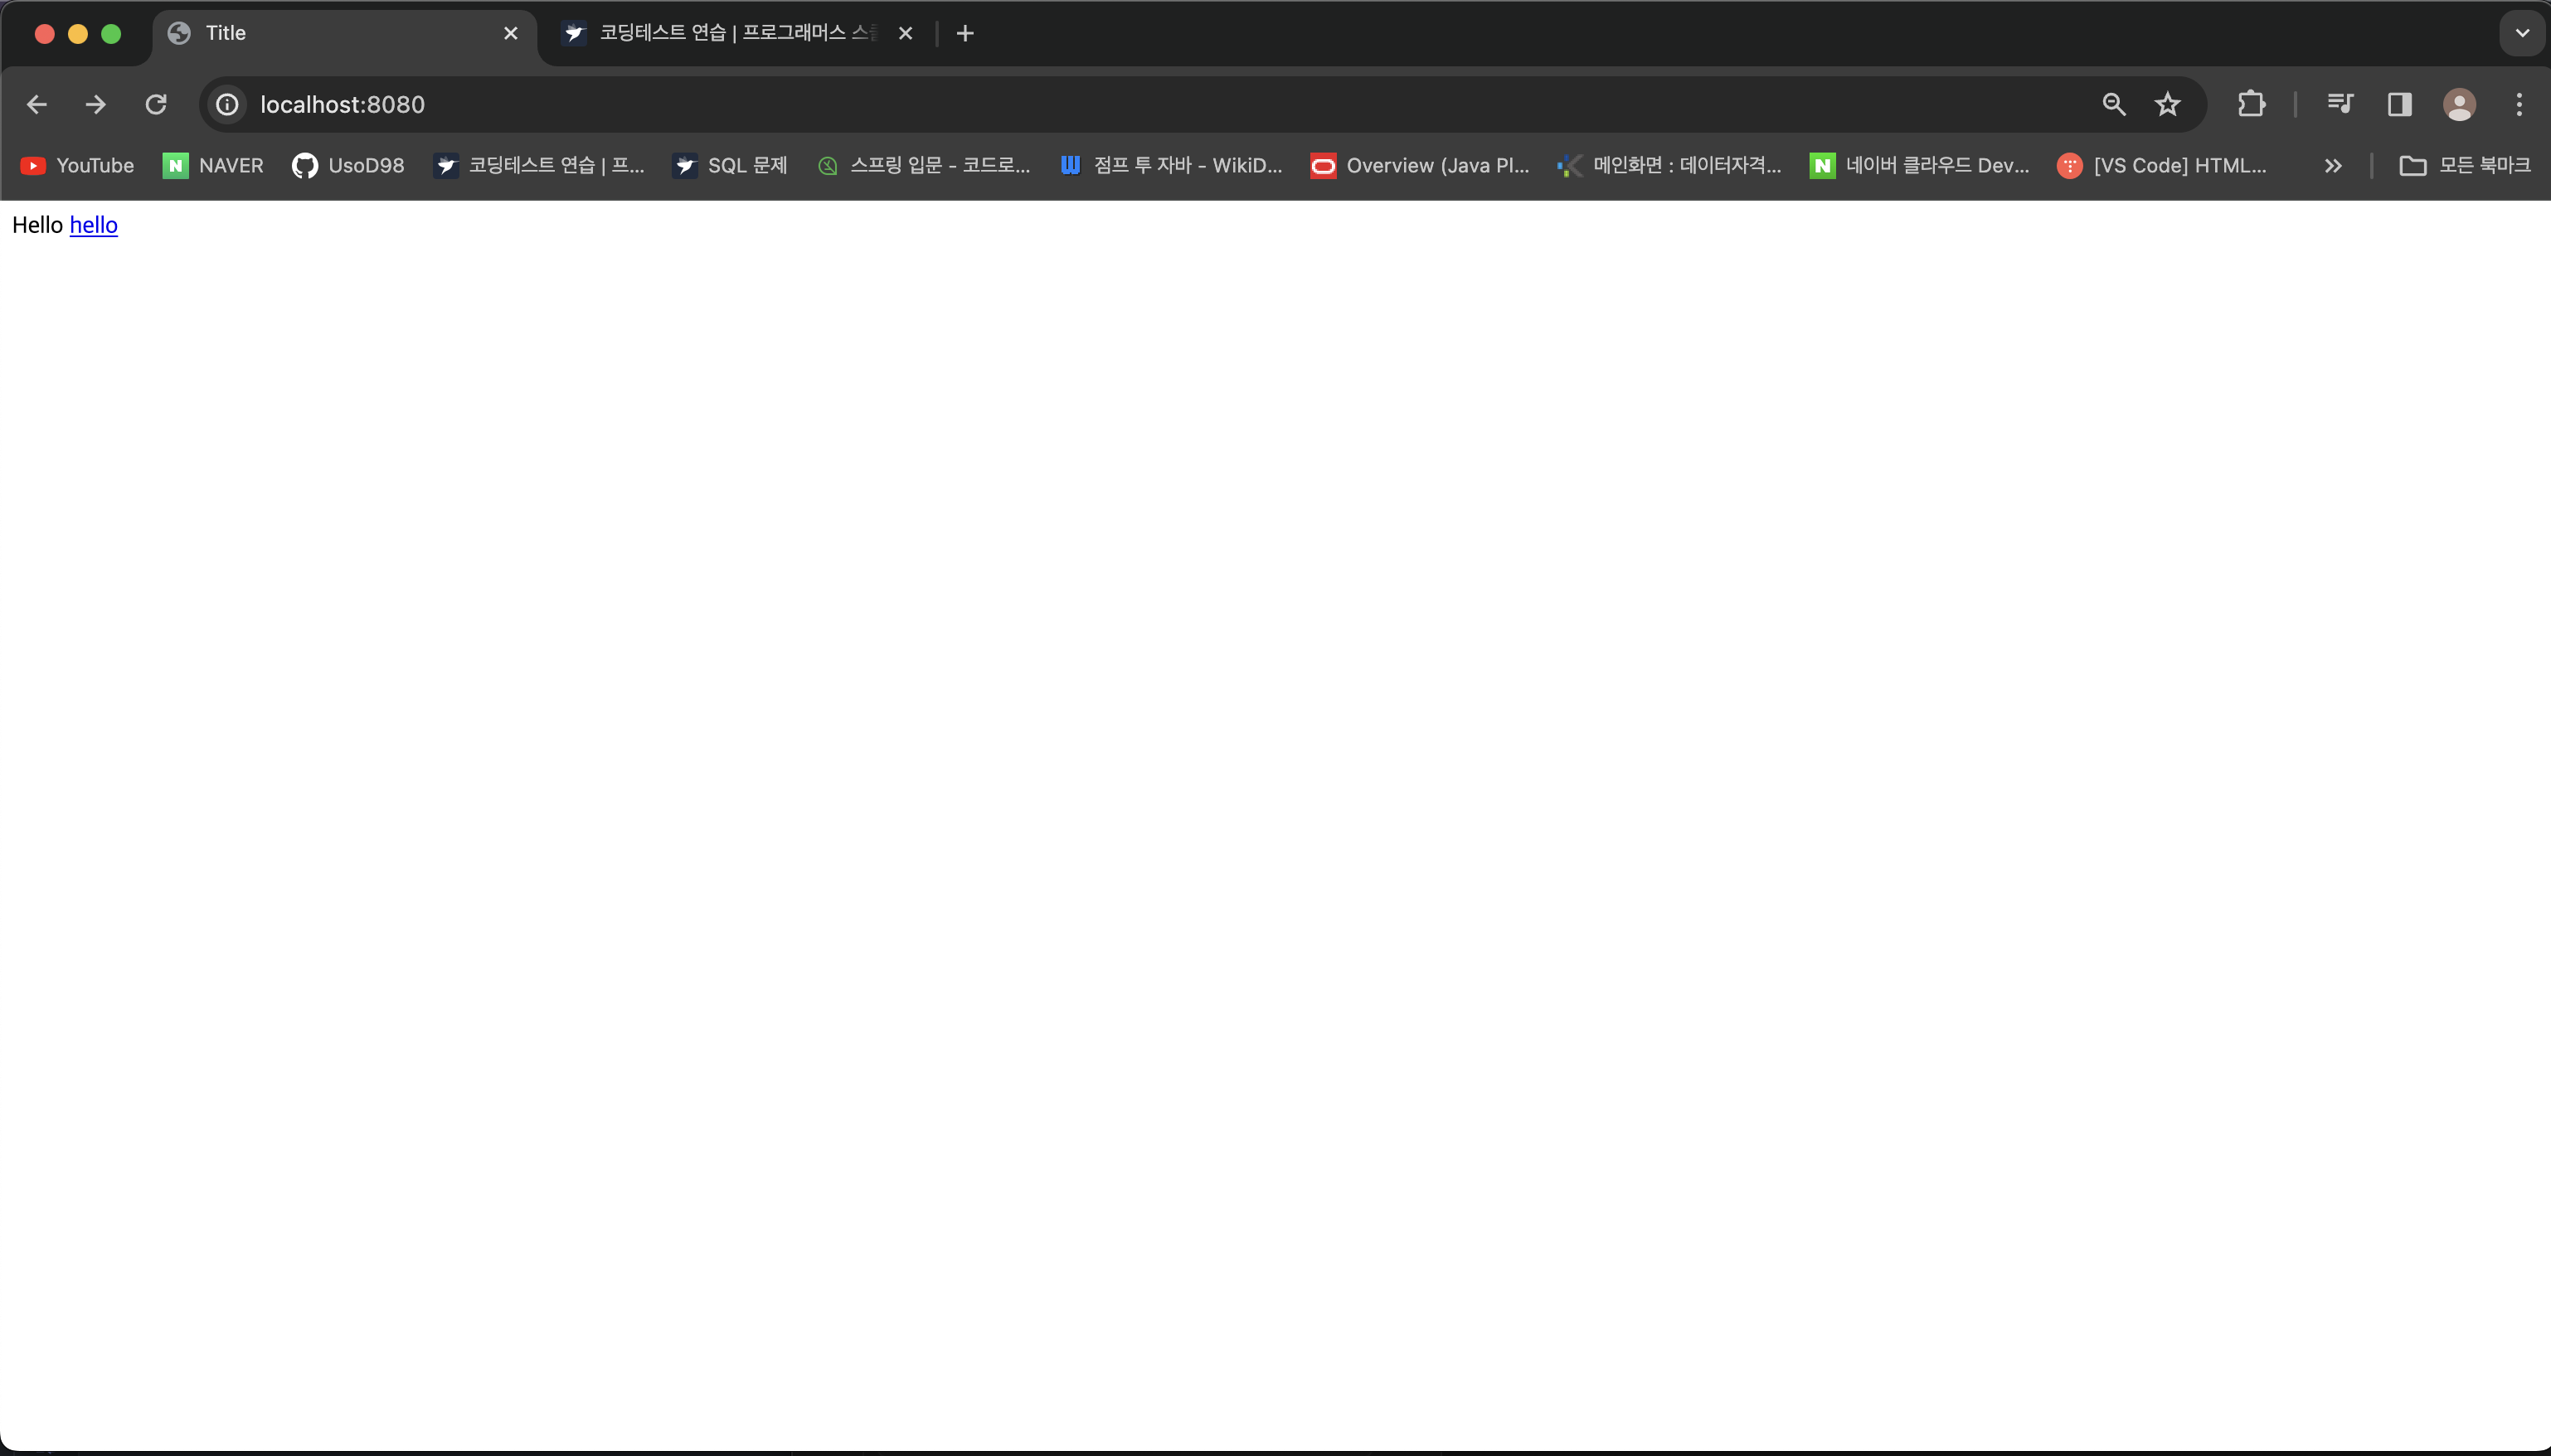 Title
코딩테스트 연습 | 프로그래머스 스
localhost:8080
YouTube NAVER UsoD98 코딩테스트 연습 | 프... SQL 문제 스프링 입문 - 코드로... 점프 투 자바 - WikiD... Overview (Java Pl... 메인화면 : 데이터자격... 네이버 클라우드 Dev... [VS Code] HTML... 모든 북마크
Hello hello